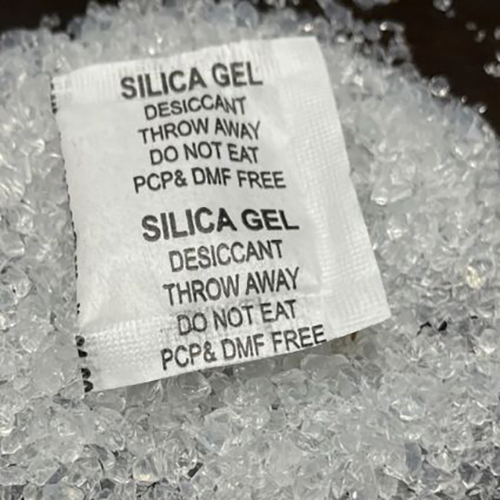 SILICA GEL
DESICCANT
THROW AWAY
DO NOT EAT
PCP& DMF FREE
SILICA GEL
DESICCANT
THROW AWAY
DO NOT EAT
PCP& DMF FREE